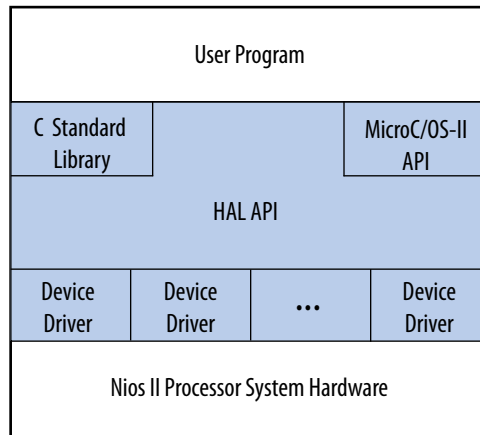 User Program
C Standard
Library
MicroC/OS-II
API
HAL API
Device
Driver
Device
Driver
...
Device
Driver
Nios II Processor System Hardware